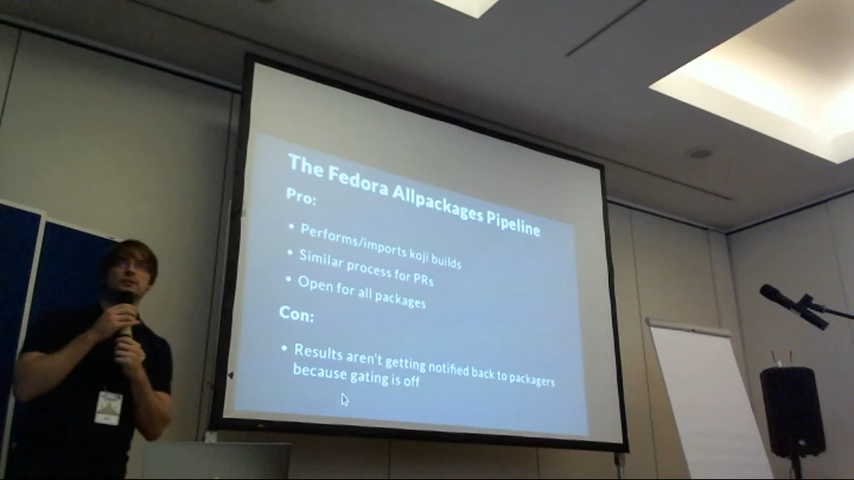 The Fedora Allpackages Pipeline
Pro:
• Performs/imports koji builds
• Similar process for PRs
• Open for all packages
Con:
• Results aren't getting notified back to packagers
because gating is off